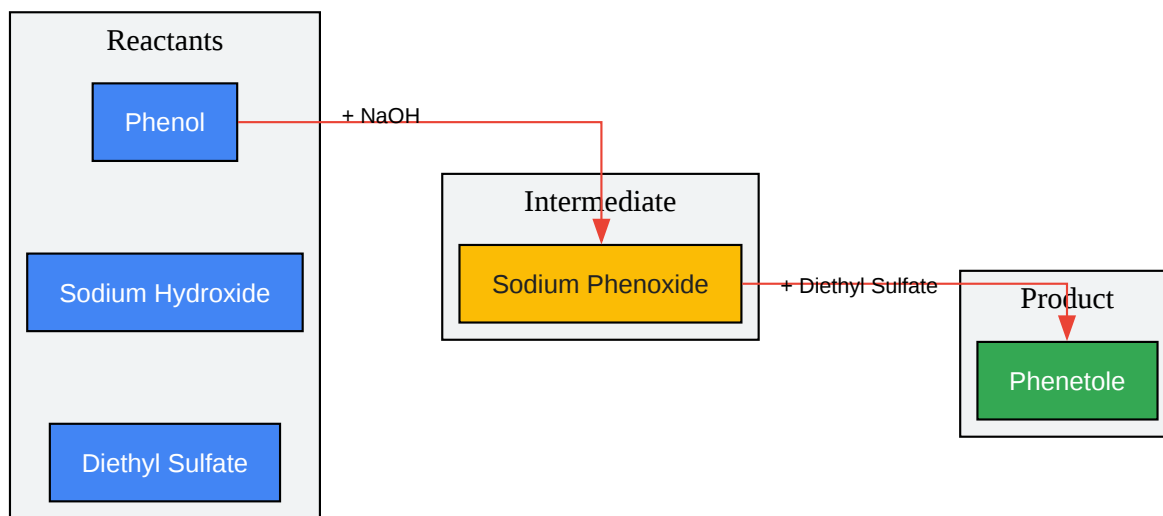 Reactants
Phenol
+ NaOH
Intermediate
Sodium Hydroxide
Sodium Phenoxide
+ Diethyl Sulfate
Product
Phenetole
Diethyl Sulfate